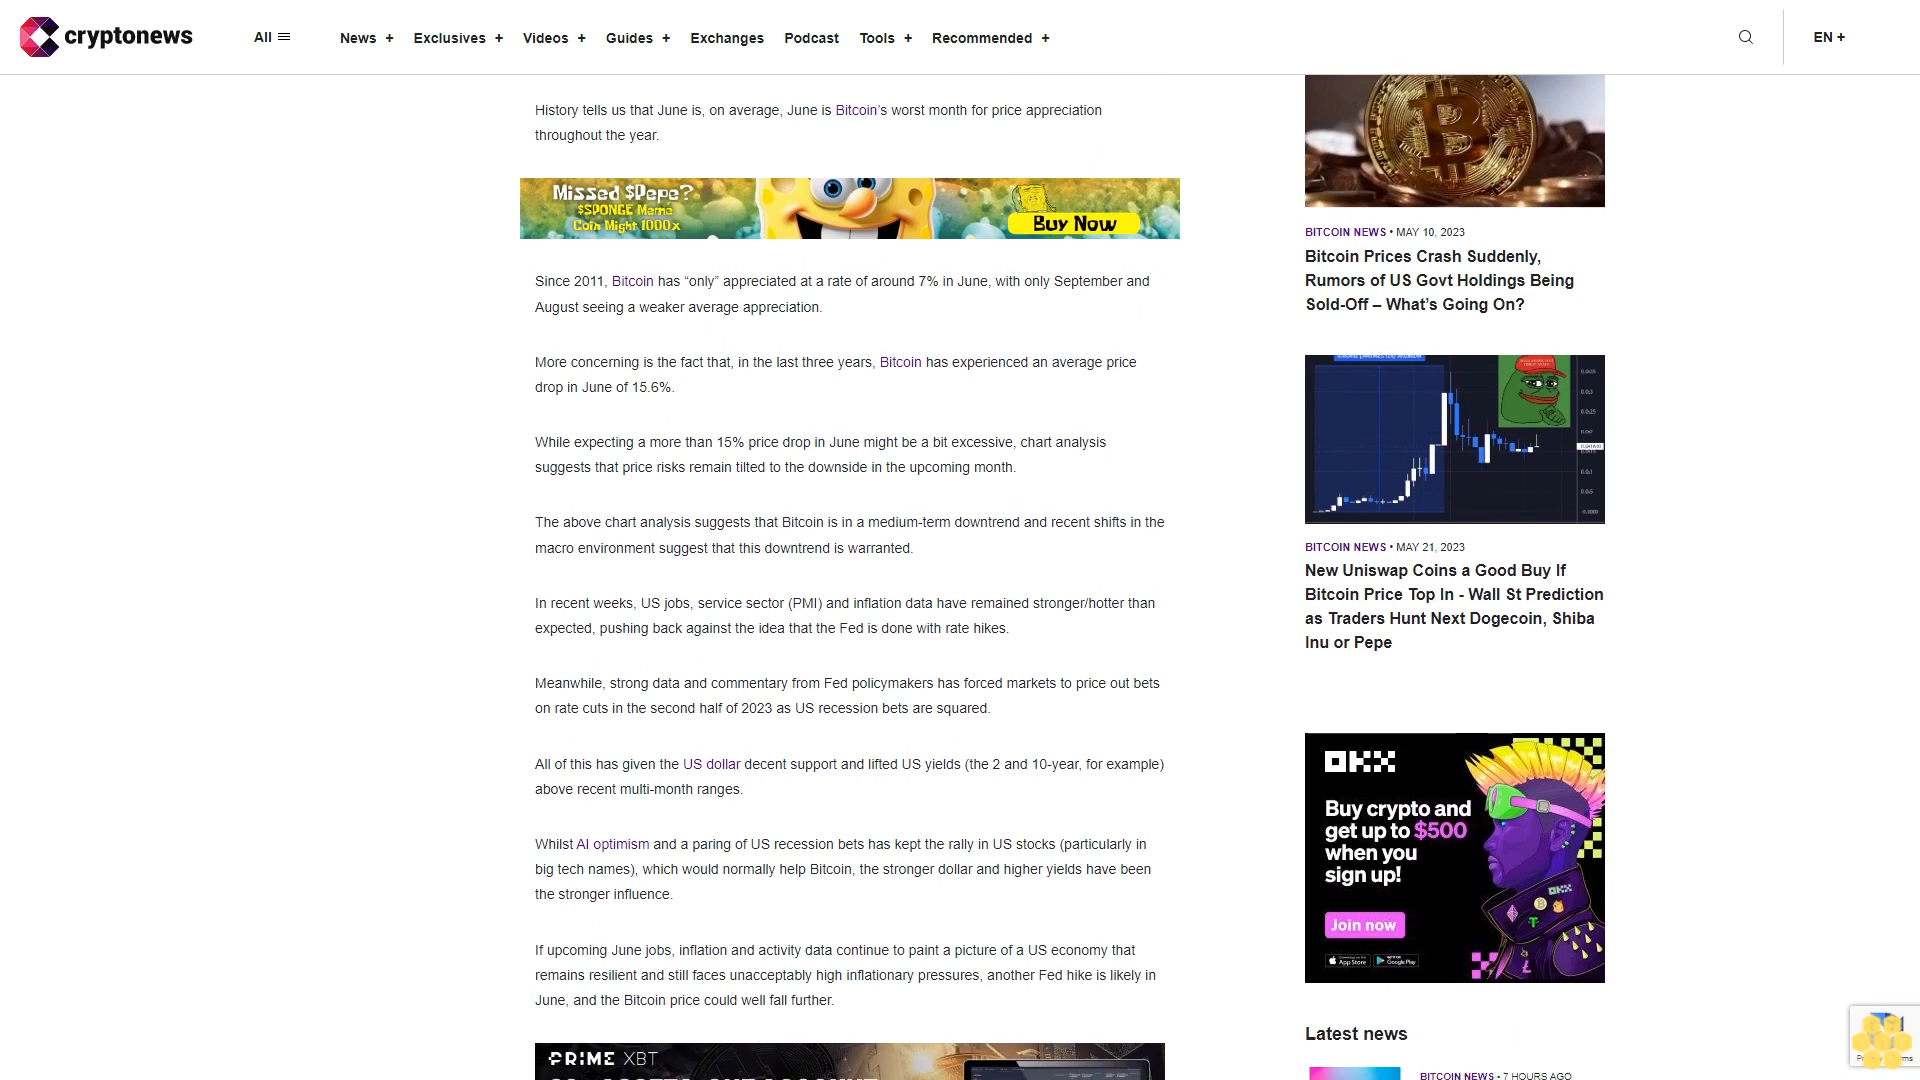 cryptonews
All
News +
Exclusives +
Videos +
Guides +
Exchanges
Podcast
Tools +
Recommended +
EN +
History tells us that June is, on average, June is Bitcoin’s worst month for price appreciation
throughout the year.
Missed $Pepe?
$SPONGE Meme
Coin Might 1000x
Buy Now
Since 2011, Bitcoin has “only” appreciated at a rate of around 7% in June, with only September and
August seeing a weaker average appreciation.
More concerning is the fact that, in the last three years, Bitcoin has experienced an average price
drop in June of 15.6%.
While expecting a more than 15% price drop in June might be a bit excessive, chart analysis
suggests that price risks remain tilted to the downside in the upcoming month.
The above chart analysis suggests that Bitcoin is in a medium-term downtrend and recent shifts in the
macro environment suggest that this downtrend is warranted.
In recent weeks, US jobs, service sector (PMI) and inflation data have remained stronger/hotter than
expected, pushing back against the idea that the Fed is done with rate hikes.
Meanwhile, strong data and commentary from Fed policymakers has forced markets to price out bets
on rate cuts in the second half of 2023 as US recession bets are squared.
All of this has given the US dollar decent support and lifted US yields (the 2 and 10-year, for example)
above recent multi-month ranges.
Whilst AI optimism and a paring of US recession bets has kept the rally in US stocks (particularly in
big tech names), which would normally help Bitcoin, the stronger dollar and higher yields have been
the stronger influence.
If upcoming June jobs, inflation and activity data continue to paint a picture of a US economy that
remains resilient and still faces unacceptably high inflationary pressures, another Fed hike is likely in
June, and the Bitcoin price could well fall further.
PRIME XBT
BITCOIN NEWS • MAY 10, 2023
Bitcoin Prices Crash Suddenly,
Rumors of US Govt Holdings Being
Sold-Off – What’s Going On?
BITCOIN NEWS • MAY 21, 2023
New Uniswap Coins a Good Buy If
Bitcoin Price Top In - Wall St Prediction
as Traders Hunt Next Dogecoin, Shiba
Inu or Pepe
OKX
Buy crypto and
get up to $500
when you
sign up!
Join now
App Store
Google Play
OKX
Latest news
BITCOIN NEWS • 7 HOURS AGO